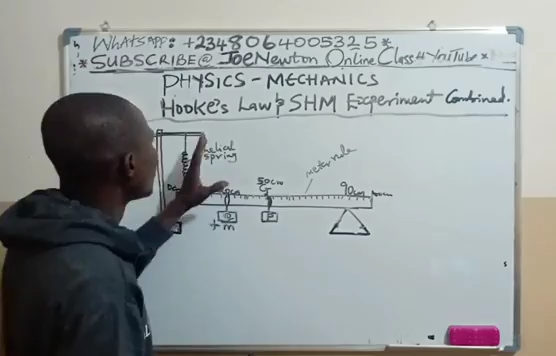 WHATSAPP: +2348064005325*
*SUBSCRIBE@ JOENEWTON ONLINE CLASS #YOUTUBE*
PHYSICS - MECHANICS
HOOKE'S LAW & SHM EXPERIMENT COMBINED.
helical
spring
meter rule
50cm
90cm
G
m